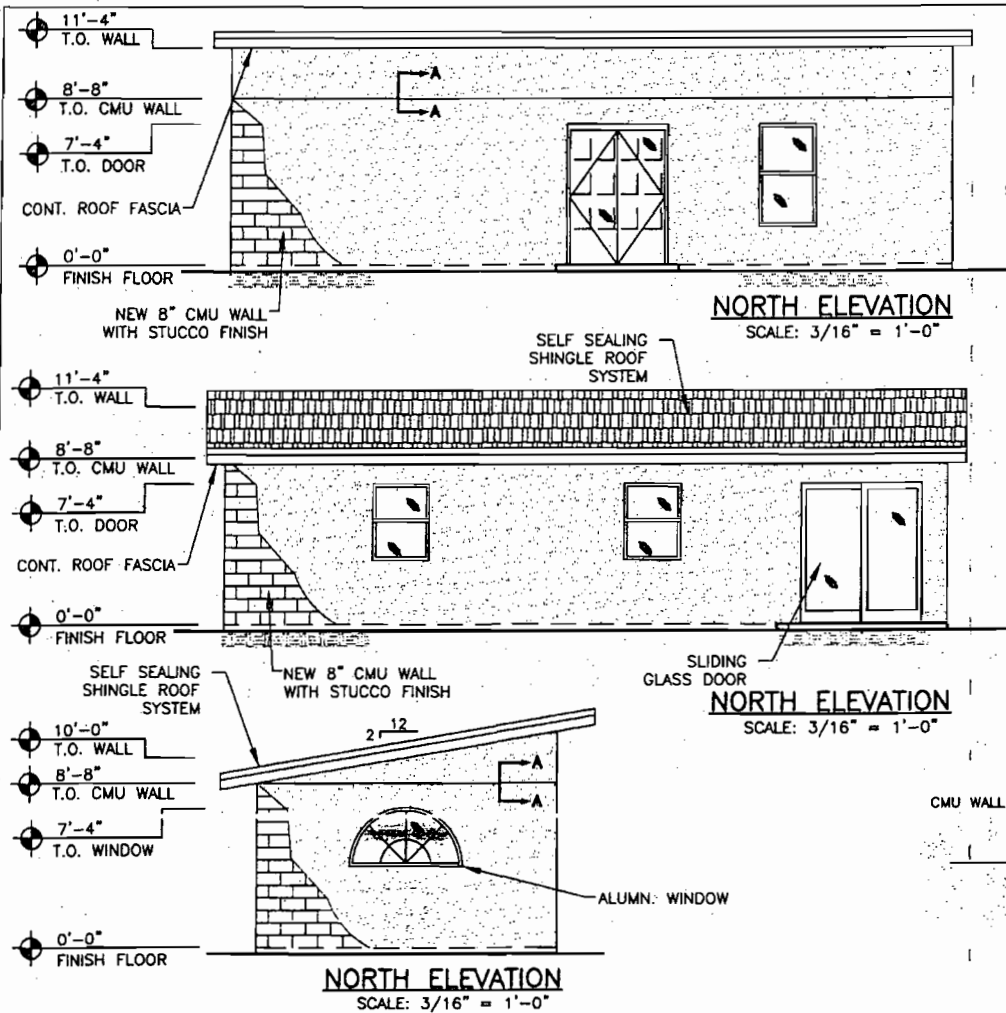 11'-4"
T.O. WALL
8'-8"
T.O. CMU WALL
7'-4"
T.O. DOOR
CONT. ROOF FASCIA
0'-0"
FINISH FLOOR
NEW 8" CMU WALL
WITH STUCCO FINISH
A
A
NORTH ELEVATION
SCALE: 3/16" = 1'-0"
SELF SEALING
SHINGLE ROOF
SYSTEM
11'-4"
T.O. WALL
8'-8"
T.O. CMU WALL
7'-4"
T.O. DOOR
CONT. ROOF FASCIA
0'-0"
FINISH FLOOR
NEW 8" CMU WALL
WITH STUCCO FINISH
SLIDING
GLASS DOOR
NORTH ELEVATION
SCALE: 3/16" = 1'-0"
SELF SEALING
SHINGLE ROOF
SYSTEM
12
2
10'-0"
T.O. WALL
8'-8"
T.O. CMU WALL
7'-4"
T.O. WINDOW
A
A
CMU WALL
ALUMN. WINDOW
0'-0"
FINISH FLOOR
NORTH ELEVATION
SCALE: 3/16" = 1'-0"